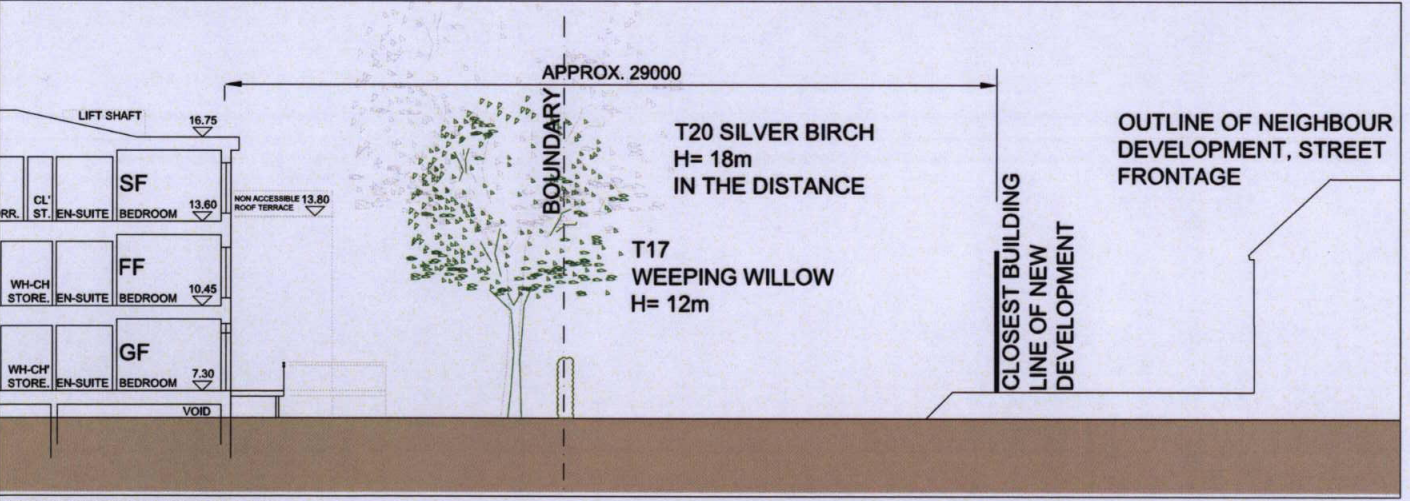 APPROX. 29000
LIFT SHAFT
16.75
SF
CL'
RR. ST. EN-SUITE BEDROOM 13.60
NON ACCESSIBLE 13.80
ROOF TERRACE
FF
WH-CH
STORE. EN-SUITE BEDROOM 10.45
GF
WH-CH'
STORE. EN-SUITE BEDROOM 7.30
VOID
BOUNDARY
T20 SILVER BIRCH
H= 18m
IN THE DISTANCE
T17
WEEPING WILLOW
H= 12m
CLOSEST BUILDING
LINE OF NEW
DEVELOPMENT
OUTLINE OF NEIGHBOUR
DEVELOPMENT, STREET
FRONTAGE